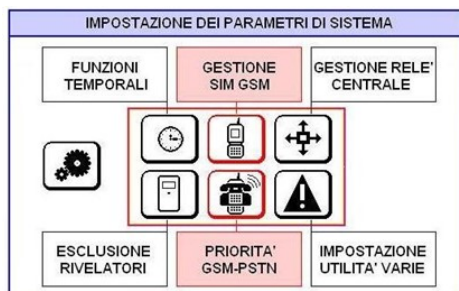 IMPOSTAZIONE DEI PARAMETRI DI SISTEMA
FUNZIONI
TEMPORALI
GESTIONE
SIM GSM
GESTIONE RELE'
CENTRALE
ESCLUSIONE
RIVELATORI
PRIORITA'
GSM-PSTN
IMPOSTAZIONE
UTILITA' VARIE